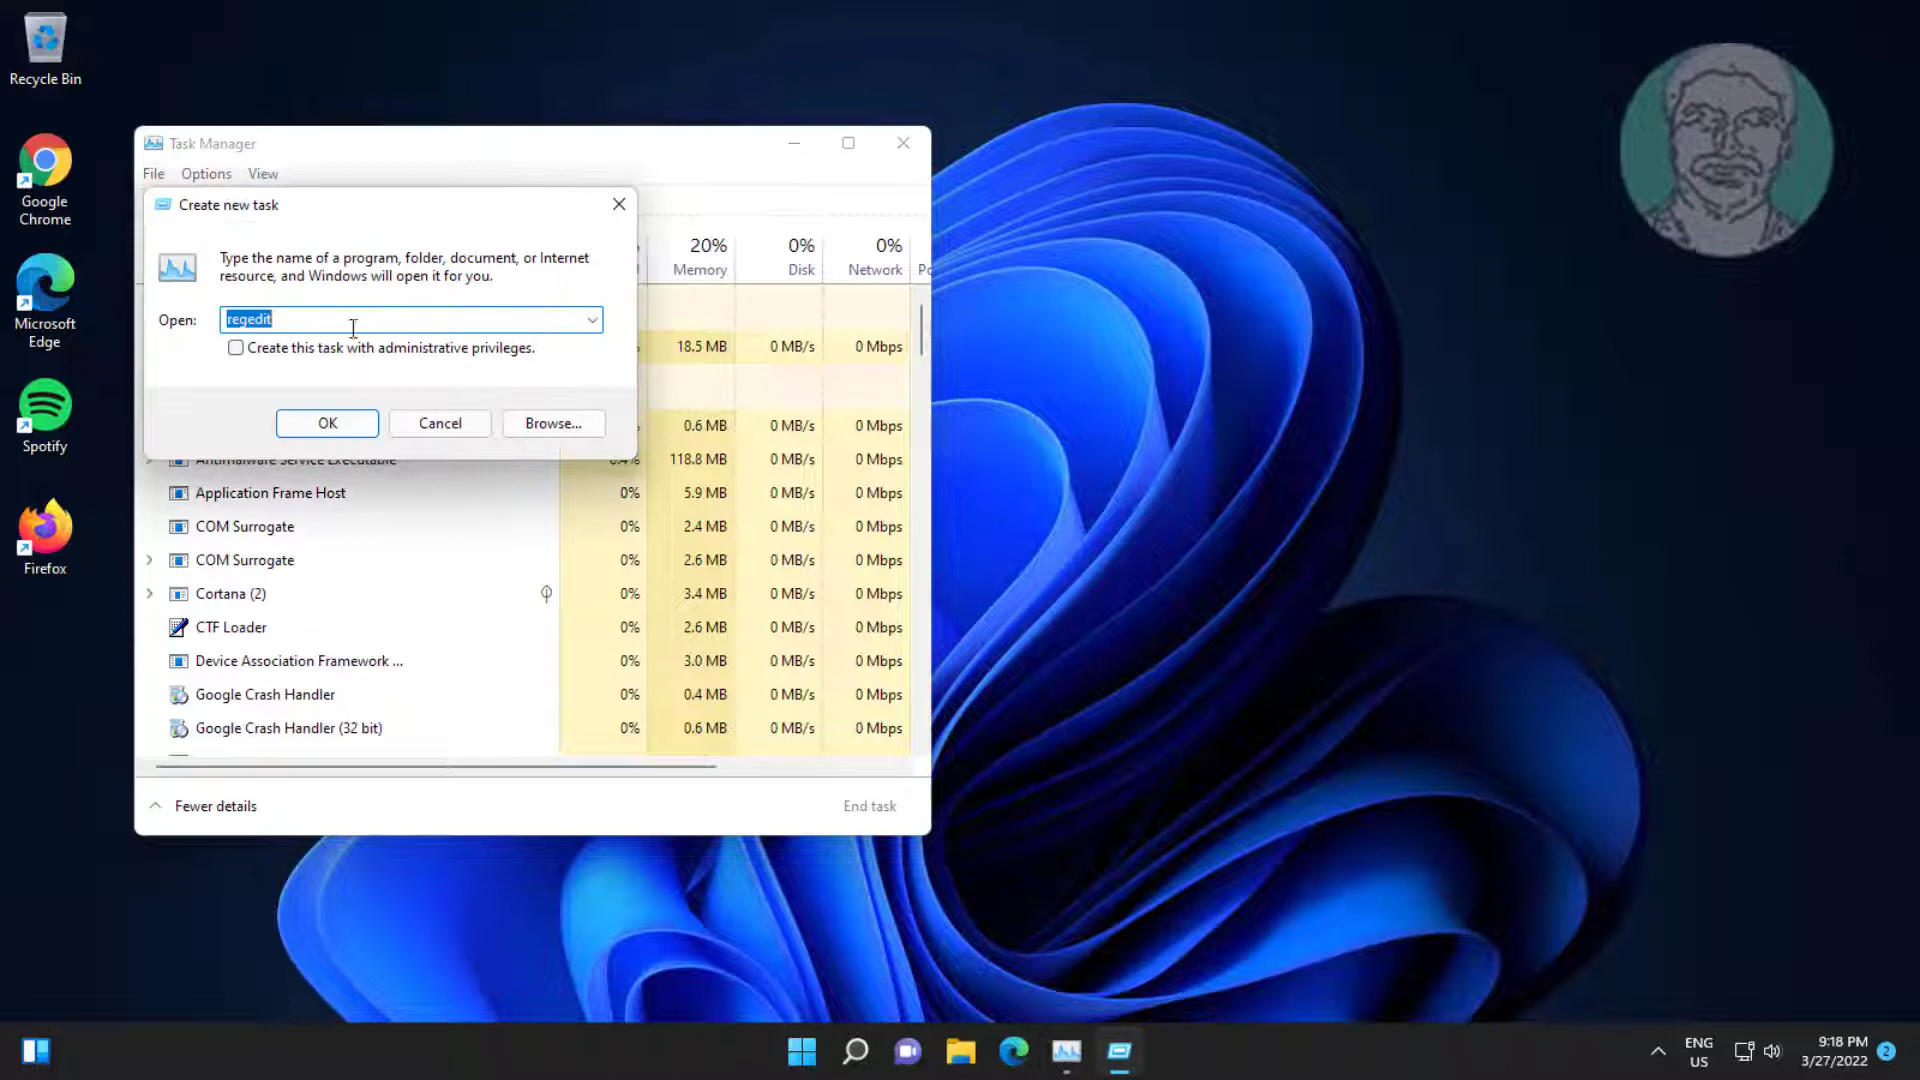 Recycle Bin
Google
Chrome
Microsoft
Edge
Spotify
Firefox
Task Manager
File Options View
Create new task
Type the name of a program, folder, document, or Internet
resource, and Windows will open it for you.
Open: regedit
Create this task with administrative privileges.
OK Cancel Browse...
20% 0% 0%
Memory Disk Network
18.5 MB 0 MB/s 0 Mbps
0.6 MB 0 MB/s 0 Mbps
Antimalware Service Executable 0.4% 118.8 MB 0 MB/s 0 Mbps
Application Frame Host 0% 5.9 MB 0 MB/s 0 Mbps
COM Surrogate 0% 2.4 MB 0 MB/s 0 Mbps
COM Surrogate 0% 2.6 MB 0 MB/s 0 Mbps
Cortana (2) 0% 3.4 MB 0 MB/s 0 Mbps
CTF Loader 0% 2.6 MB 0 MB/s 0 Mbps
Device Association Framework ... 0% 3.0 MB 0 MB/s 0 Mbps
Google Crash Handler 0% 0.4 MB 0 MB/s 0 Mbps
Google Crash Handler (32 bit) 0% 0.6 MB 0 MB/s 0 Mbps
Fewer details End task
ENG
US
9:18 PM
3/27/2022
2